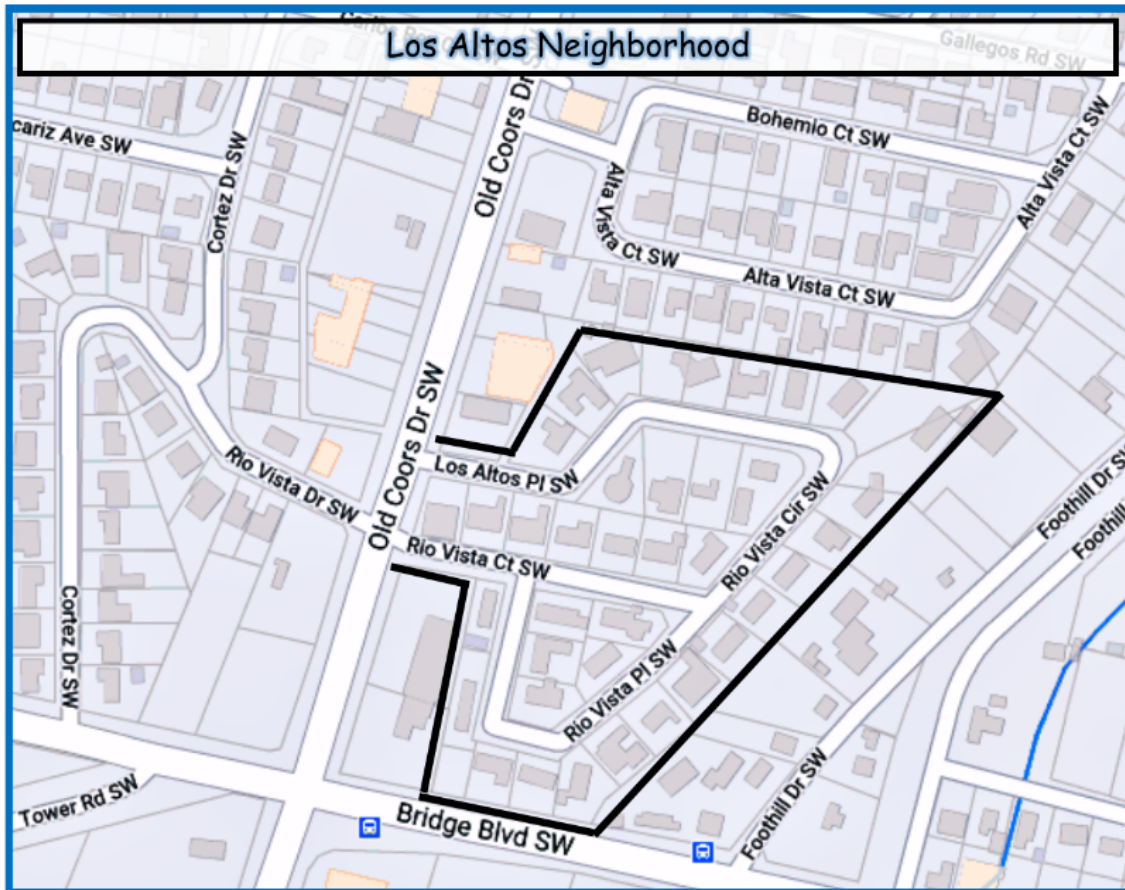 Los Altos Neighborhood
Gallegos Rd SW
Old Coors Dr
Bohemio Ct SW
cariz Ave SW
Cortez Dr SW
Alta Vista Ct SW
Alta Vista Ct SW
Alta Vista Ct SW
Old Coors Dr SW
Los Altos Pl SW
Rio Vista Dr SW
Rio Vista Cir SW
Rio Vista Ct SW
Foothill Dr SW
Foothill
Cortez Dr SW
Rio Vista Pl SW
Foothill Dr SW
Tower Rd SW
Bridge Blvd SW